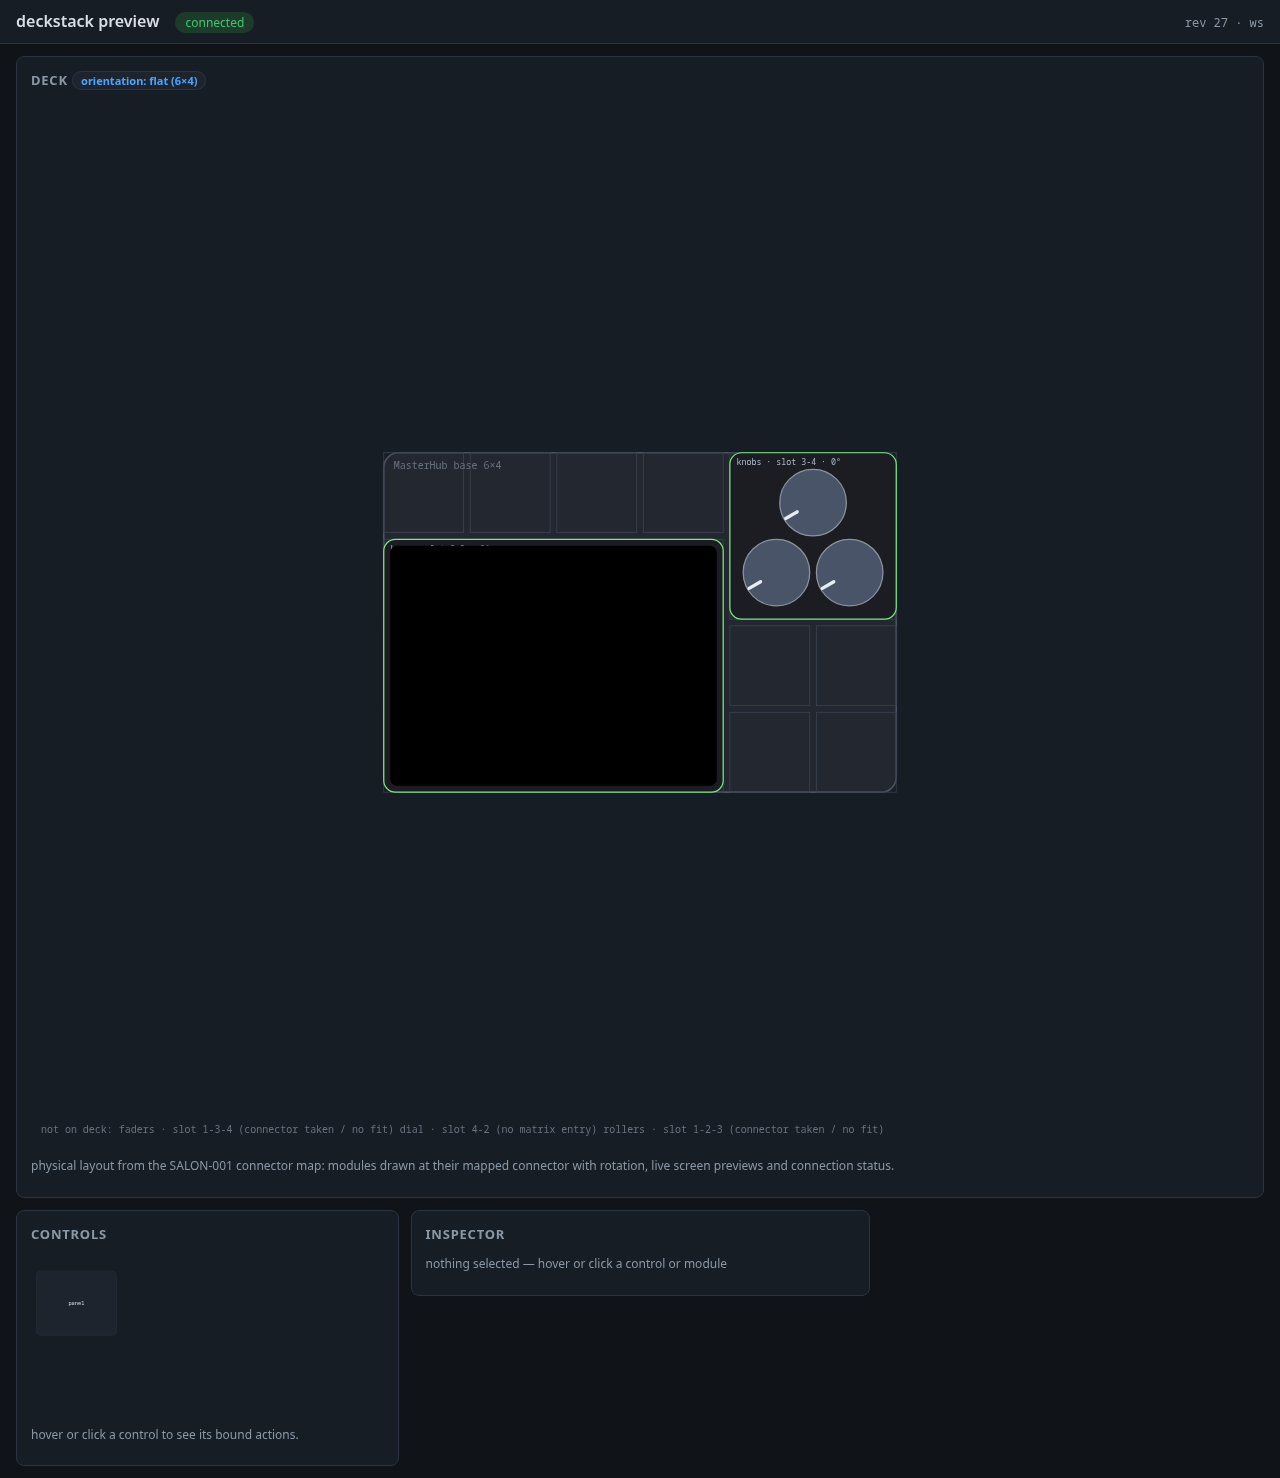 deckstack preview connected rev 27 · ws
DECK orientation: flat (6×4)
MasterHub base 6×4
knobs · slot 3-4 · 0°
not on deck: faders · slot 1-3-4 (connector taken / no fit) dial · slot 4-2 (no matrix entry) rollers · slot 1-2-3 (connector taken / no fit)
physical layout from the SALON-001 connector map: modules drawn at their mapped connector with rotation, live screen previews and connection status.
CONTROLS
panel
hover or click a control to see its bound actions.
INSPECTOR
nothing selected — hover or click a control or module